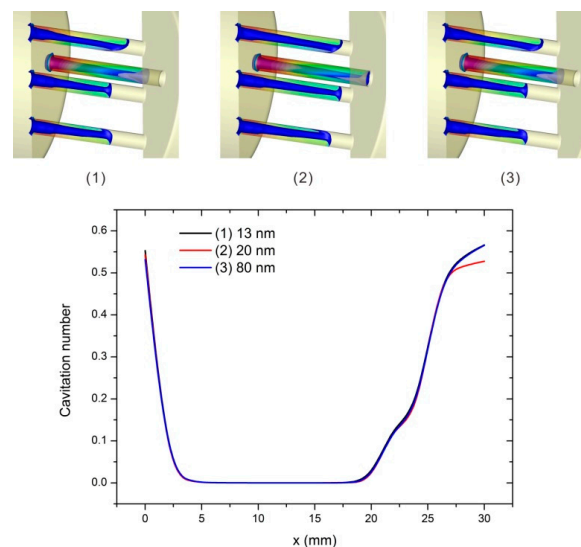 (1) (2) (3)
(1) 13 nm
(2) 20 nm
(3) 80 nm
Cavitation number
0.6
0.5
0.4
0.3
0.2
0.1
0.0
0 5 10 15 20 25 30
x (mm)